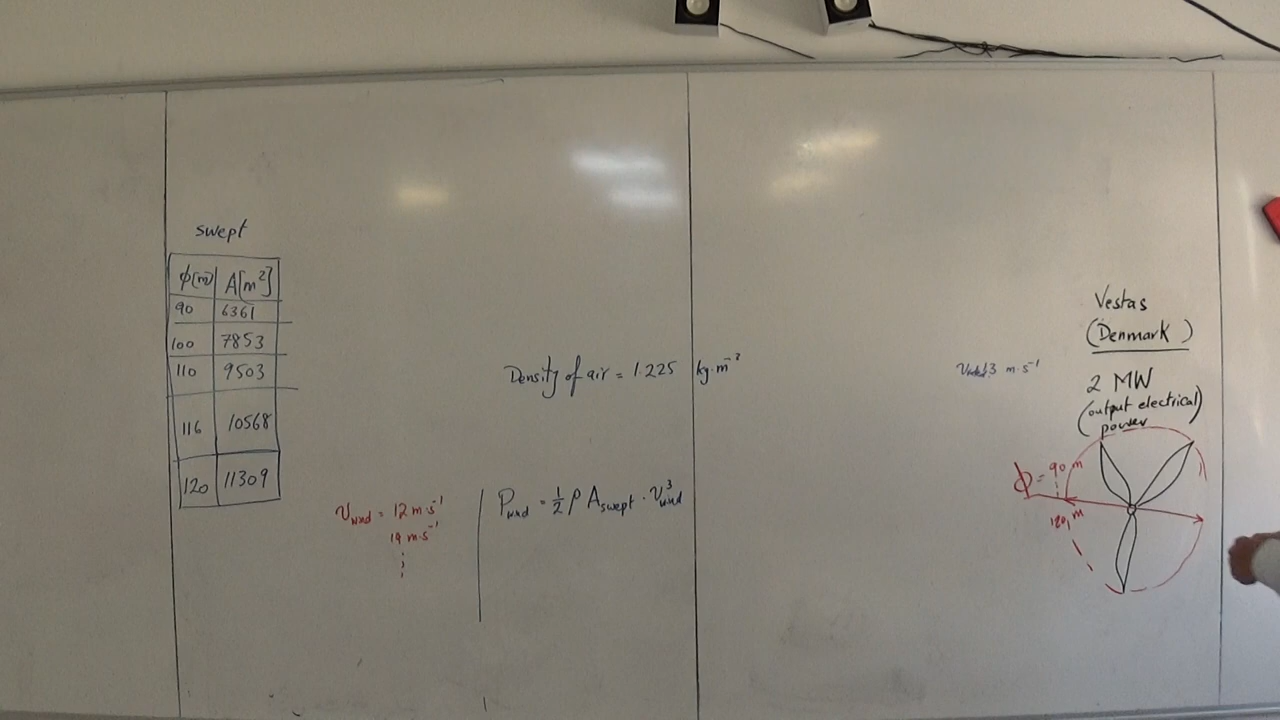 swept
φ[m] A[m²]
90 6361
100 7853
110 9503
116 10568
120 11309
Density of air = 1.225 kg·m⁻³
v_wind = 12 m·s⁻¹
14 m·s⁻¹
P_wind = 1/2 ρ A_swept · v³_wind
m·s⁻¹
Vestas
(Denmark)
2 MW
(output electrical)
power
ϕ = 90 m
120 m